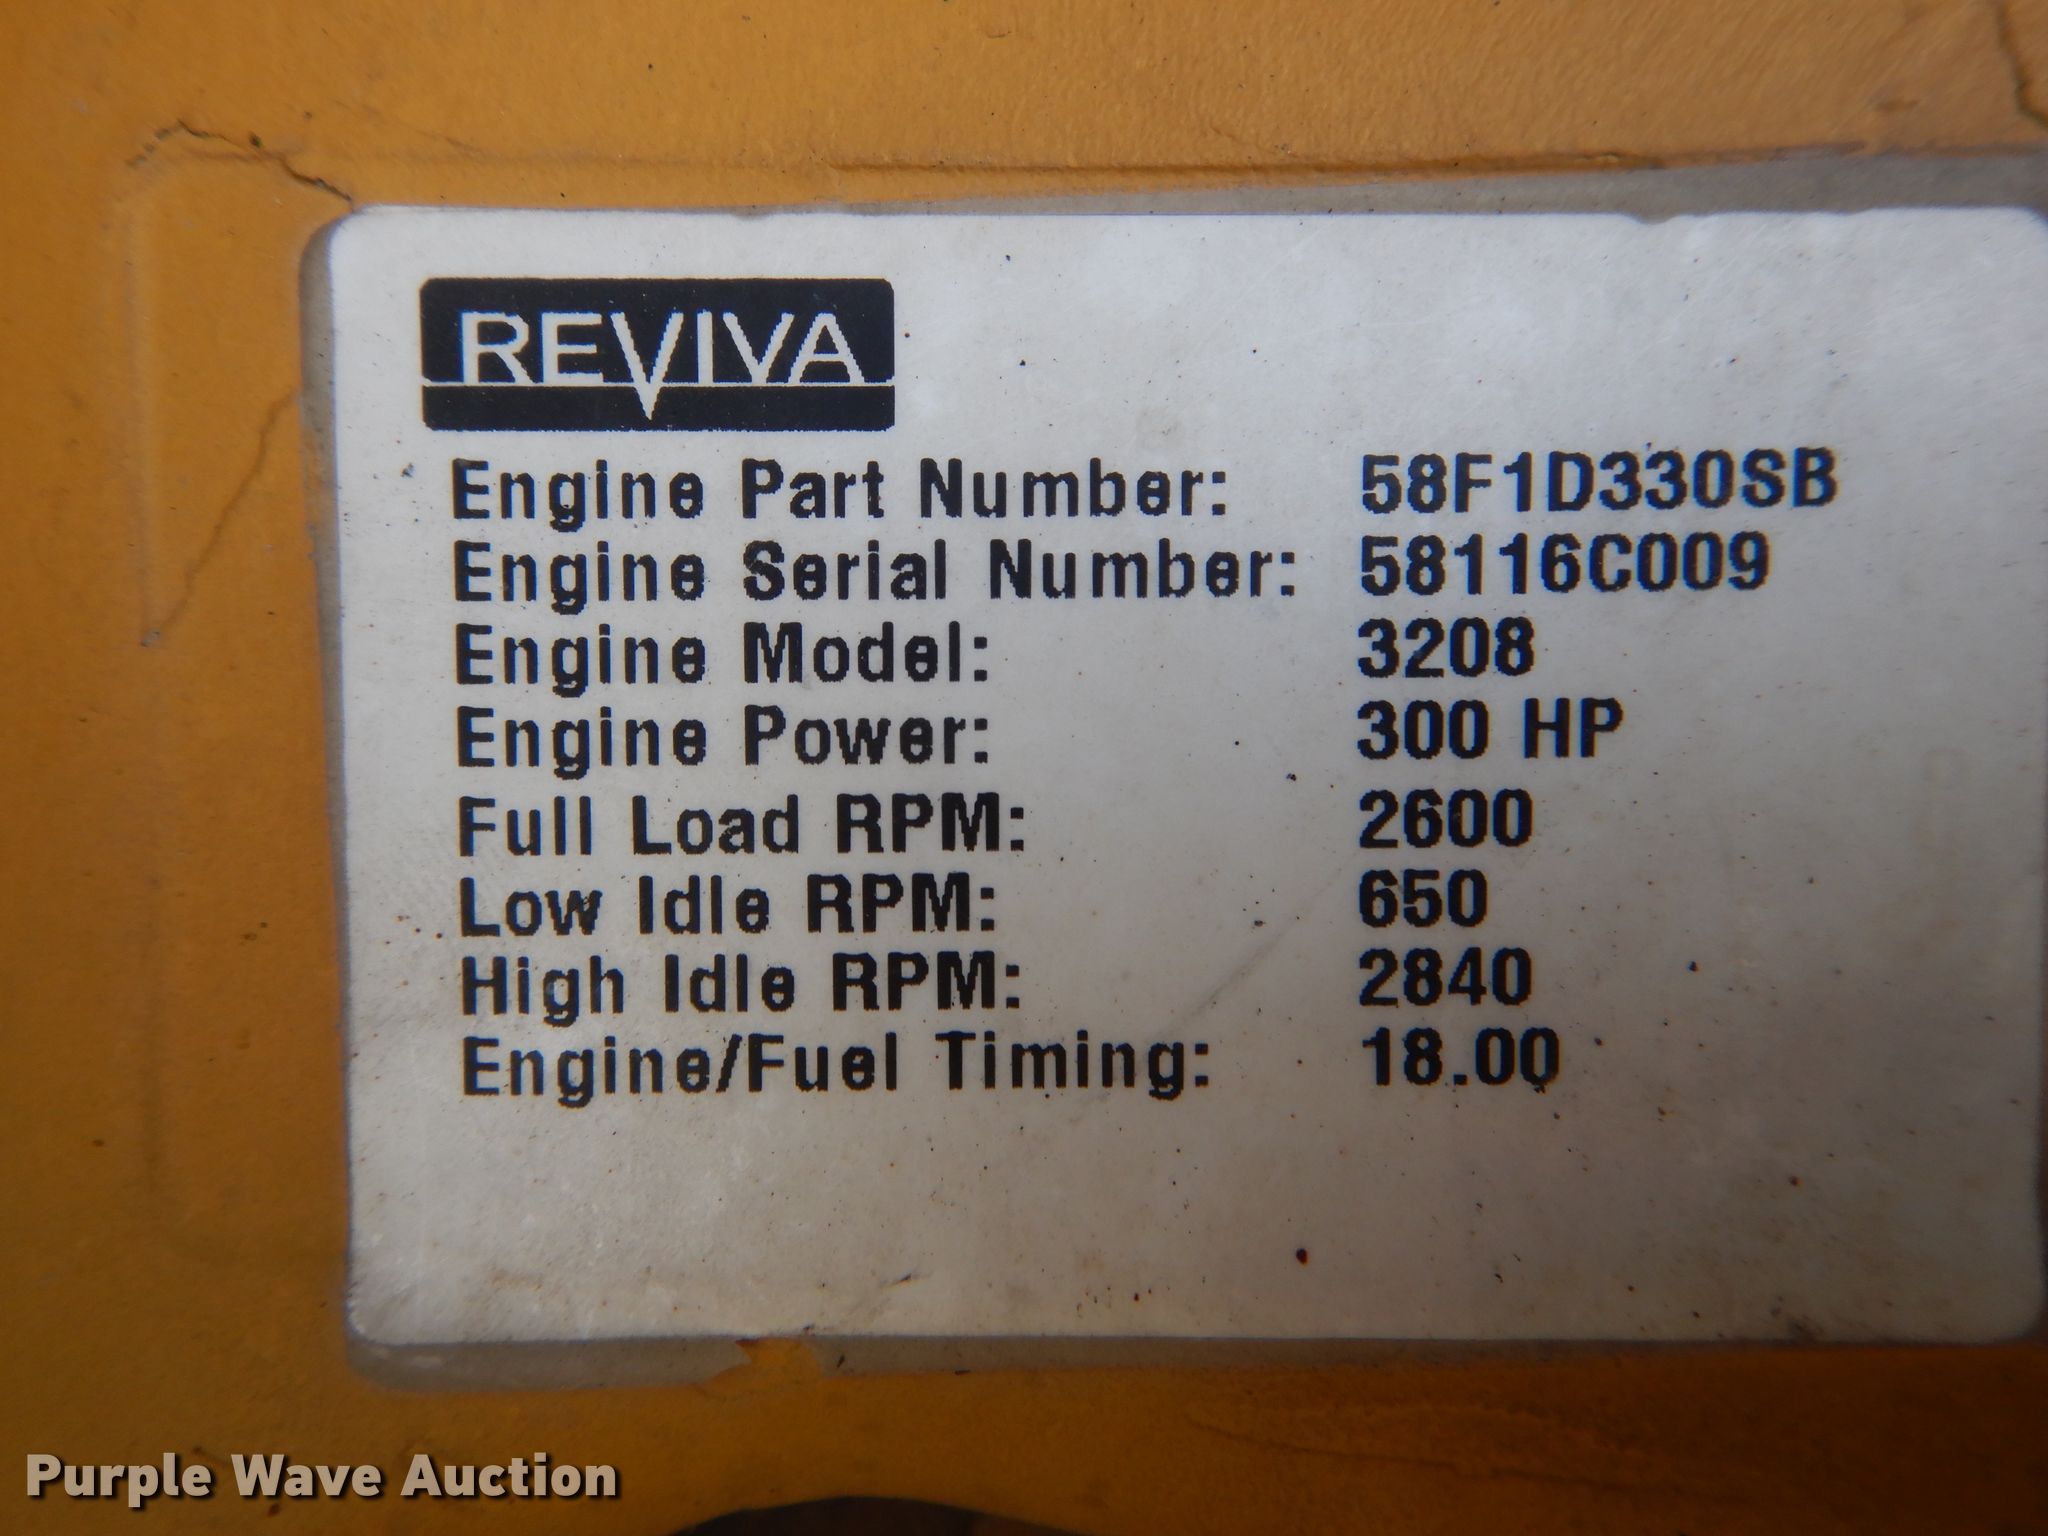 REVIVA
Engine Part Number: 58F1D330SB
Engine Serial Number: 58116C009
Engine Model: 3208
Engine Power: 300 HP
Full Load RPM: 2600
Low Idle RPM: 650
High Idle RPM: 2840
Engine/Fuel Timing: 18.00
Purple Wave Auction